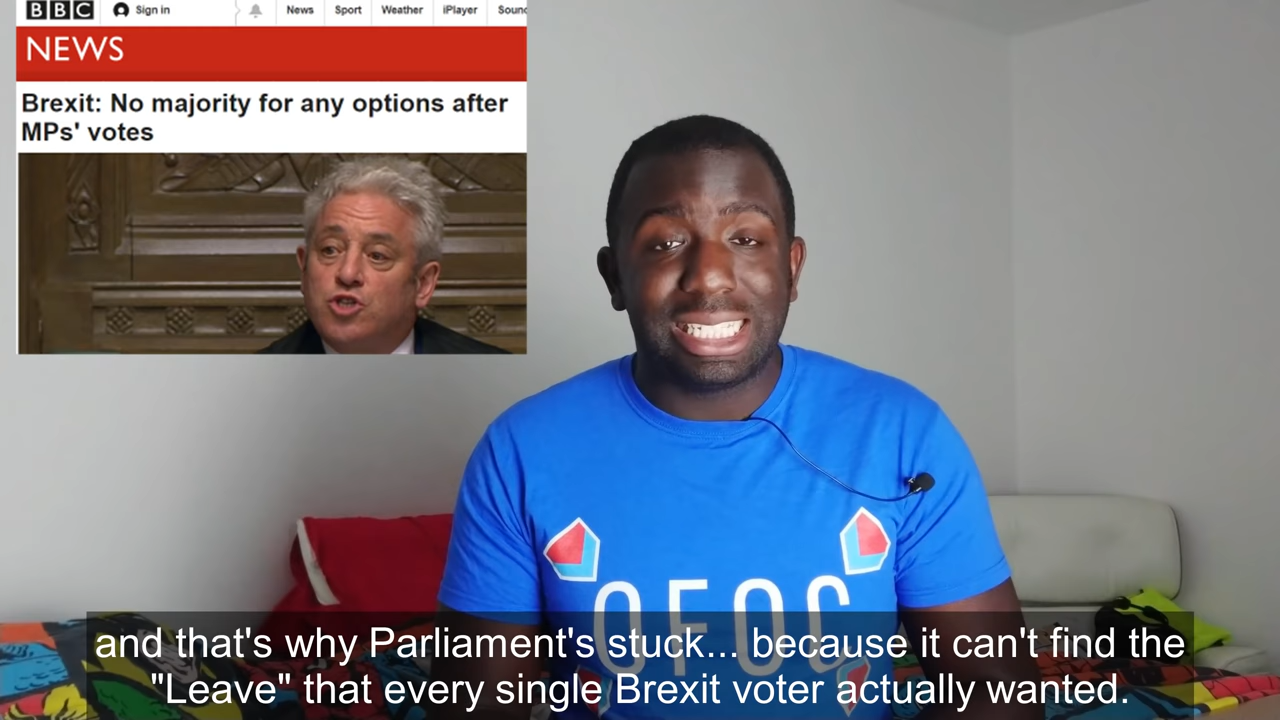 BBC Sign in News Sport Weather iPlayer
NEWS
Brexit: No majority for any options after
MPs' votes
OFOC
and that's why Parliament's stuck... because it can't find the
"Leave" that every single Brexit voter actually wanted.